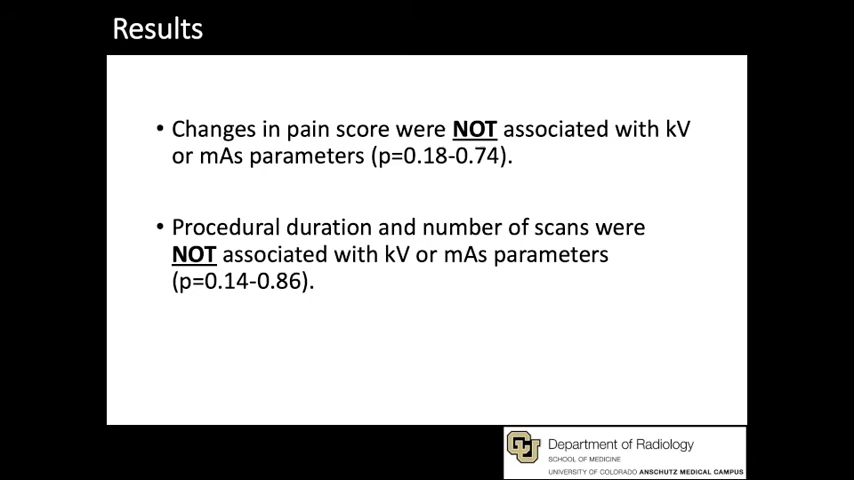 Results
• Changes in pain score were NOT associated with kV
or mAs parameters (p=0.18-0.74).
• Procedural duration and number of scans were
NOT associated with kV or mAs parameters
(p=0.14-0.86).
CU
Department of Radiology
SCHOOL OF MEDICINE
UNIVERSITY OF COLORADO ANSCHUTZ MEDICAL CAMPUS